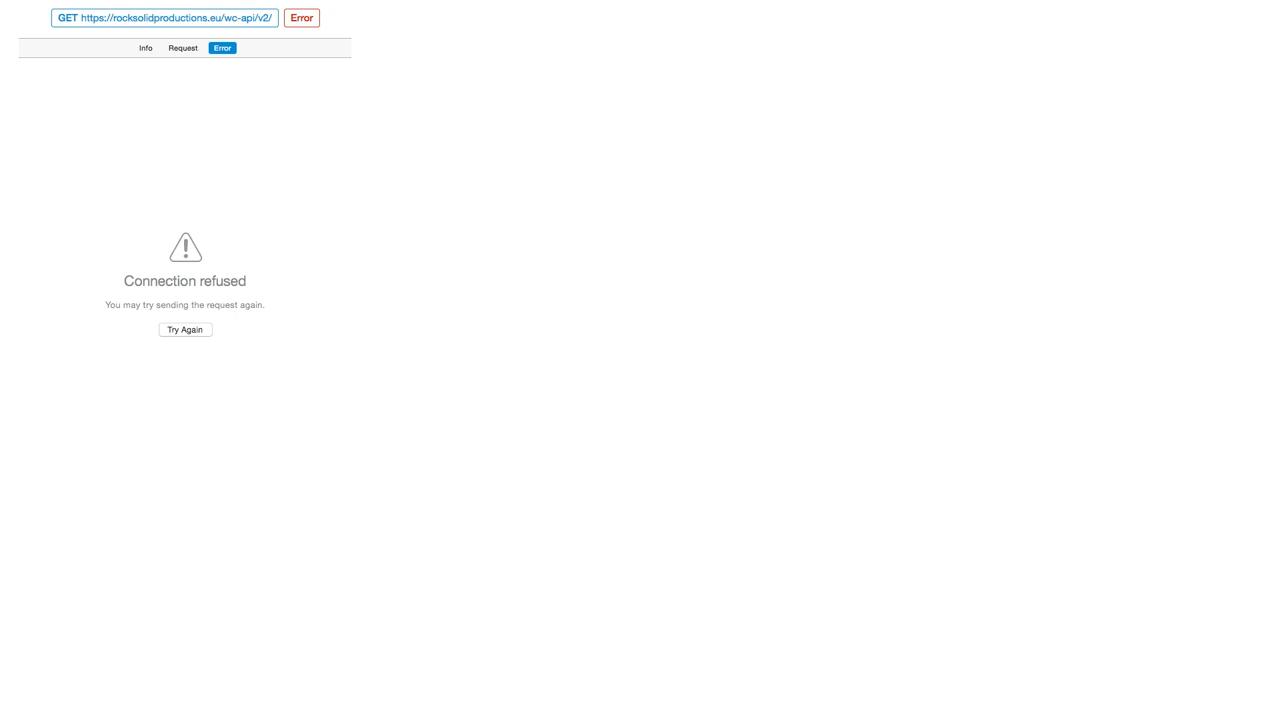 GET https://rocksolidproductions.eu/wc-api/v2/ Error
Info Request Error
Connection refused
You may try sending the request again.
Try Again